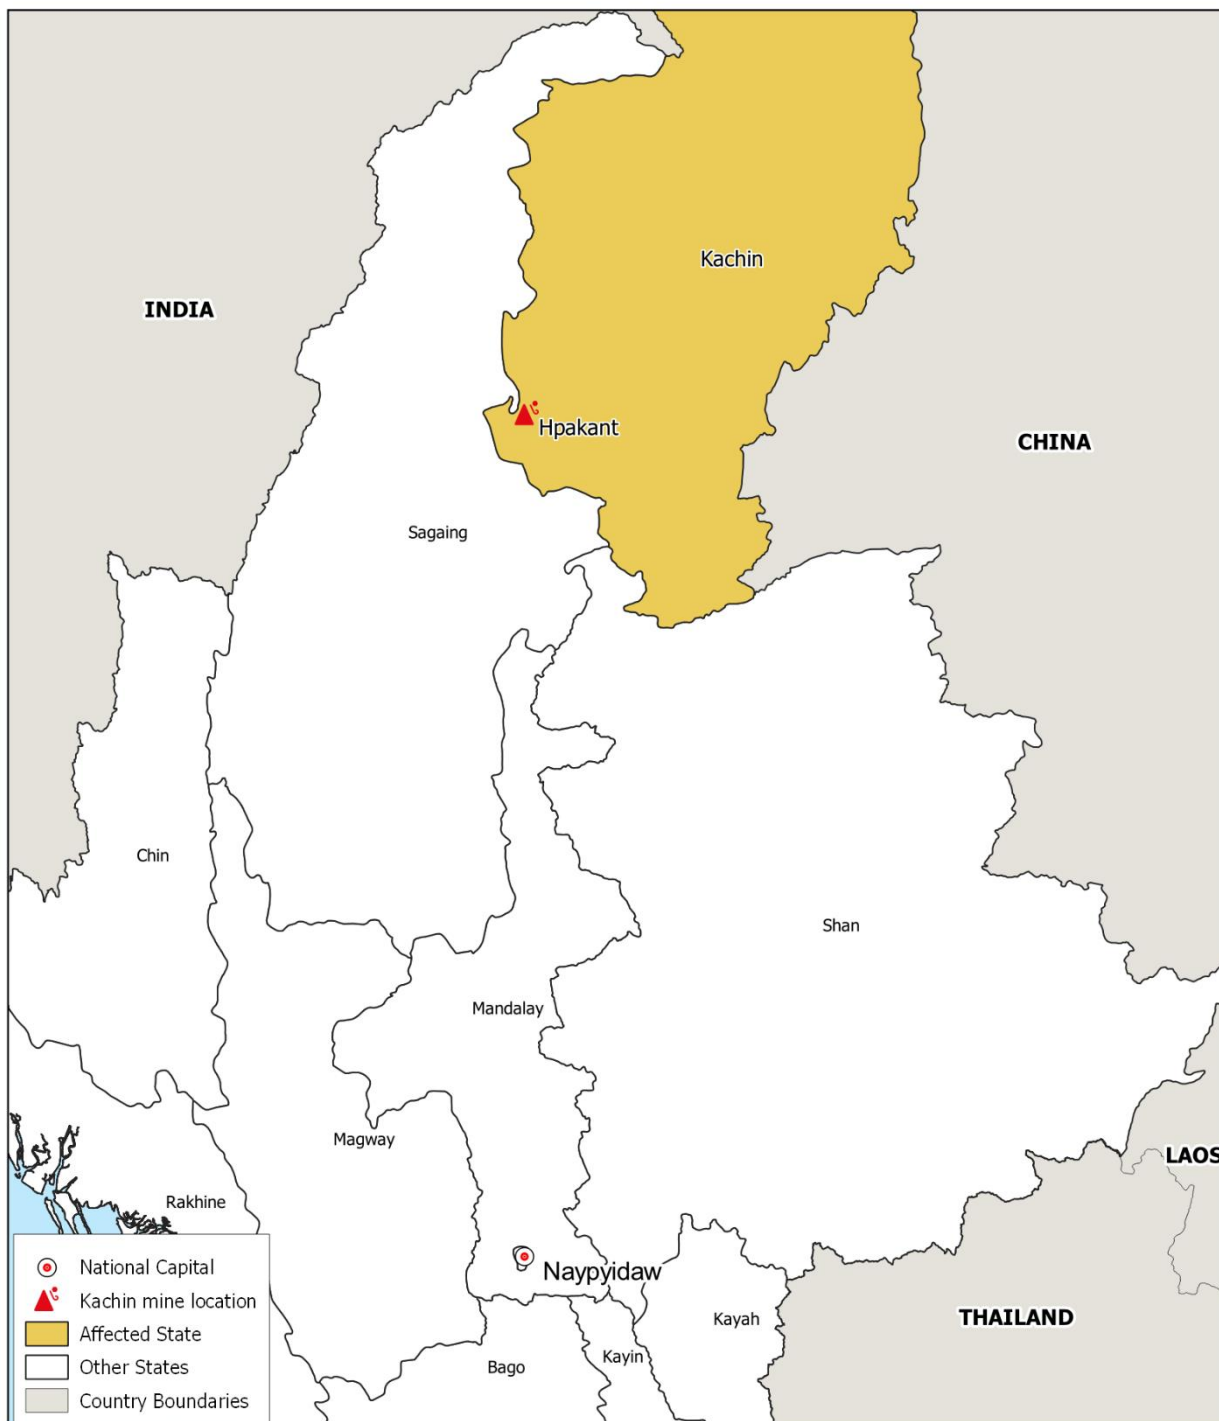 Kachin
INDIA
Hpakant
CHINA
Sagaing
Chin
Shan
Mandalay
Magway
LAOS
Rakhine
Naypyidaw
Kayah
THAILAND
Kayin
Bago
National Capital
Kachin mine location
Affected State
Other States
Country Boundaries